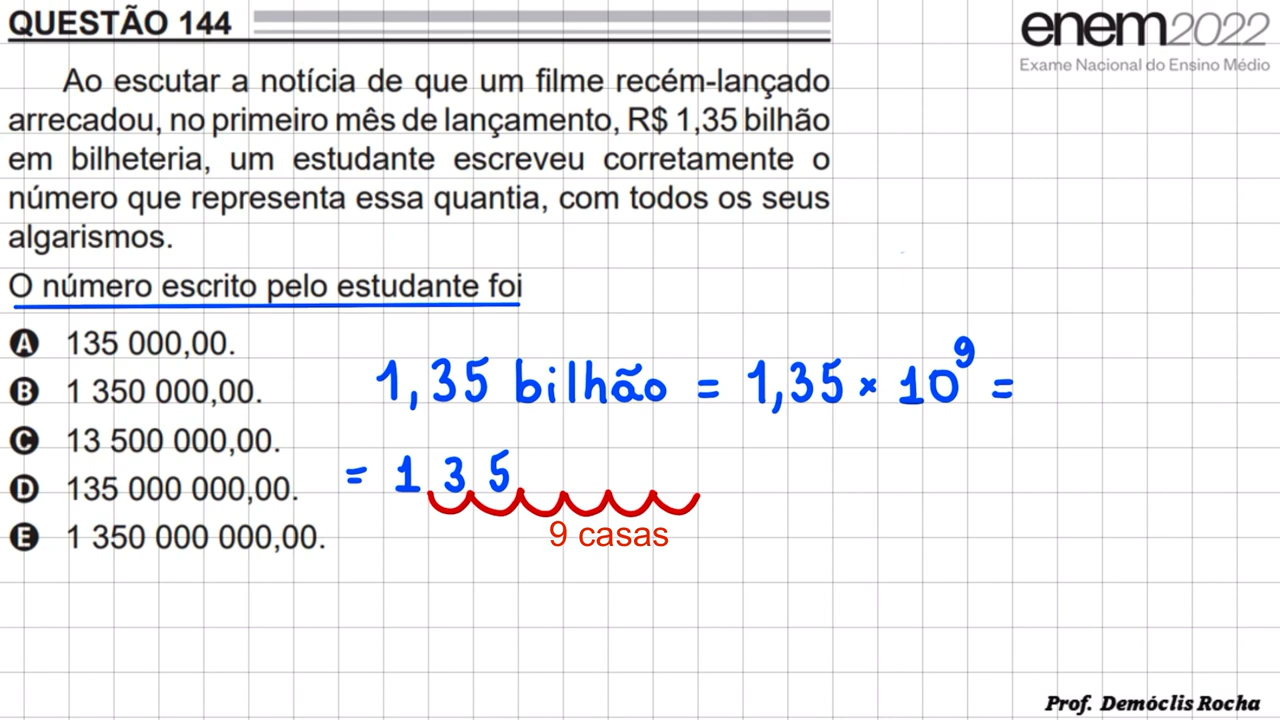 QUESTÃO 144
enem2022
Exame Nacional do Ensino Médio
Ao escutar a notícia de que um filme recém-lançado
arrecadou, no primeiro mês de lançamento, R$ 1,35 bilhão
em bilheteria, um estudante escreveu corretamente o
número que representa essa quantia, com todos os seus
algarismos.
O número escrito pelo estudante foi
A 135 000,00.
B 1 350 000,00.
C 13 500 000,00.
D 135 000 000,00.
E 1 350 000 000,00.
1,35 bilhão = 1,35 × 10⁹ =
= 1 3 5
9 casas
Prof. Demóclis Rocha